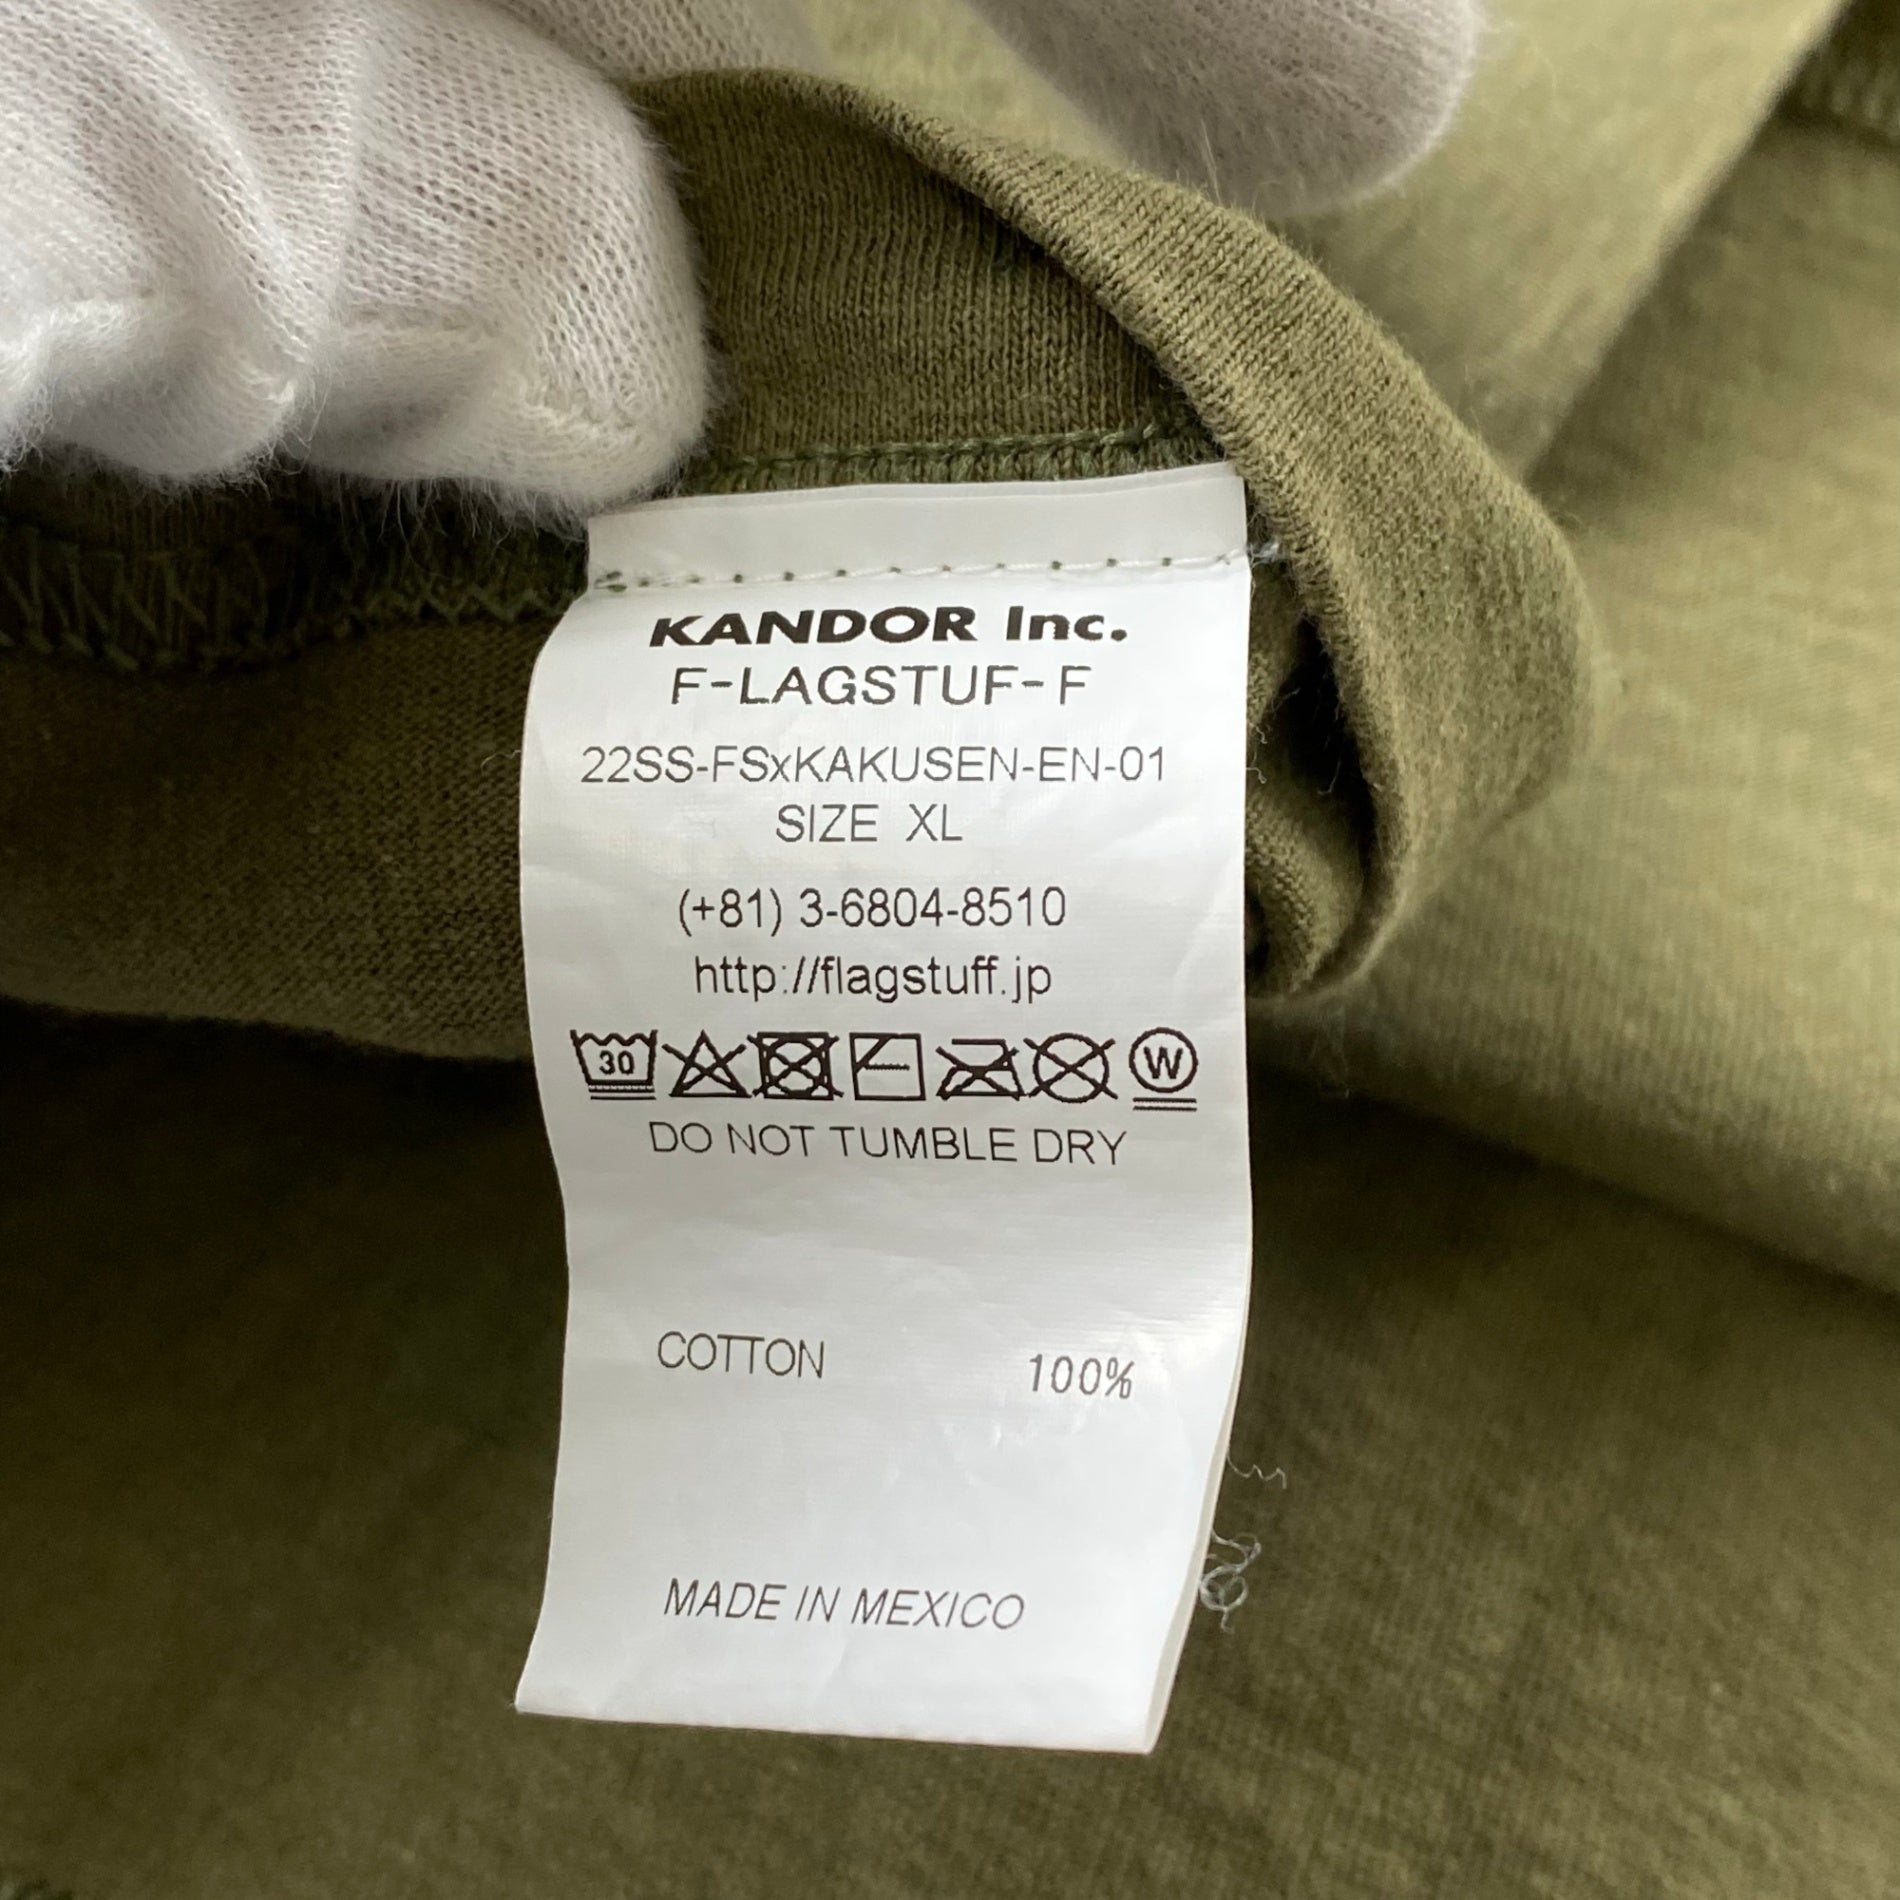 KANDOR Inc.
F-LAGSTUF-F
22SS-FSxKAKUSEN-EN-01
SIZE XL
(+81) 3-6804-8510
http://flagstuff.jp
30 W
DO NOT TUMBLE DRY
COTTON 100%
MADE IN MEXICO